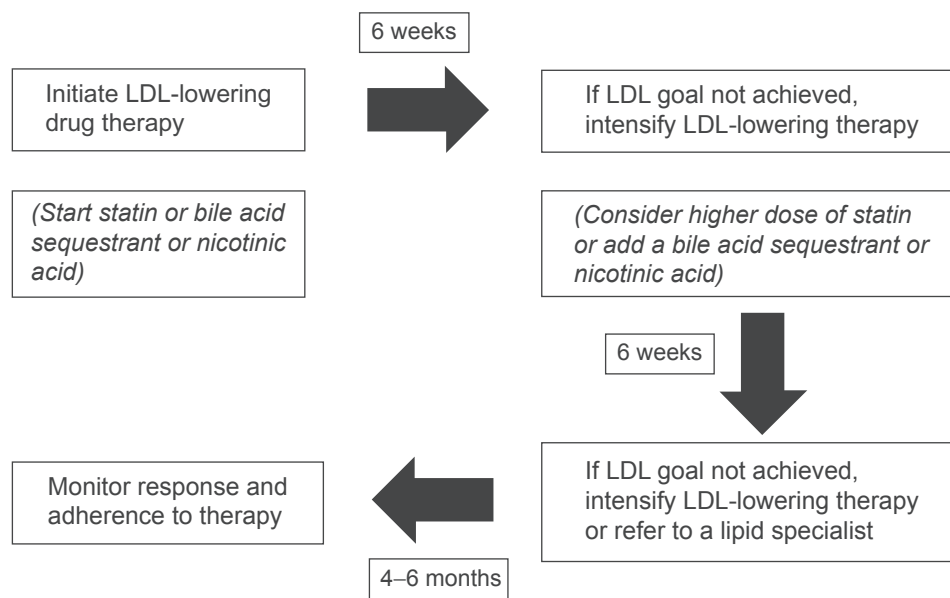 6 weeks
Initiate LDL-lowering
drug therapy
If LDL goal not achieved,
intensify LDL-lowering therapy
(Start statin or bile acid
sequestrant or nicotinic
acid)
(Consider higher dose of statin
or add a bile acid sequestrant or
nicotinic acid)
6 weeks
If LDL goal not achieved,
intensify LDL-lowering therapy
or refer to a lipid specialist
Monitor response and
adherence to therapy
4–6 months